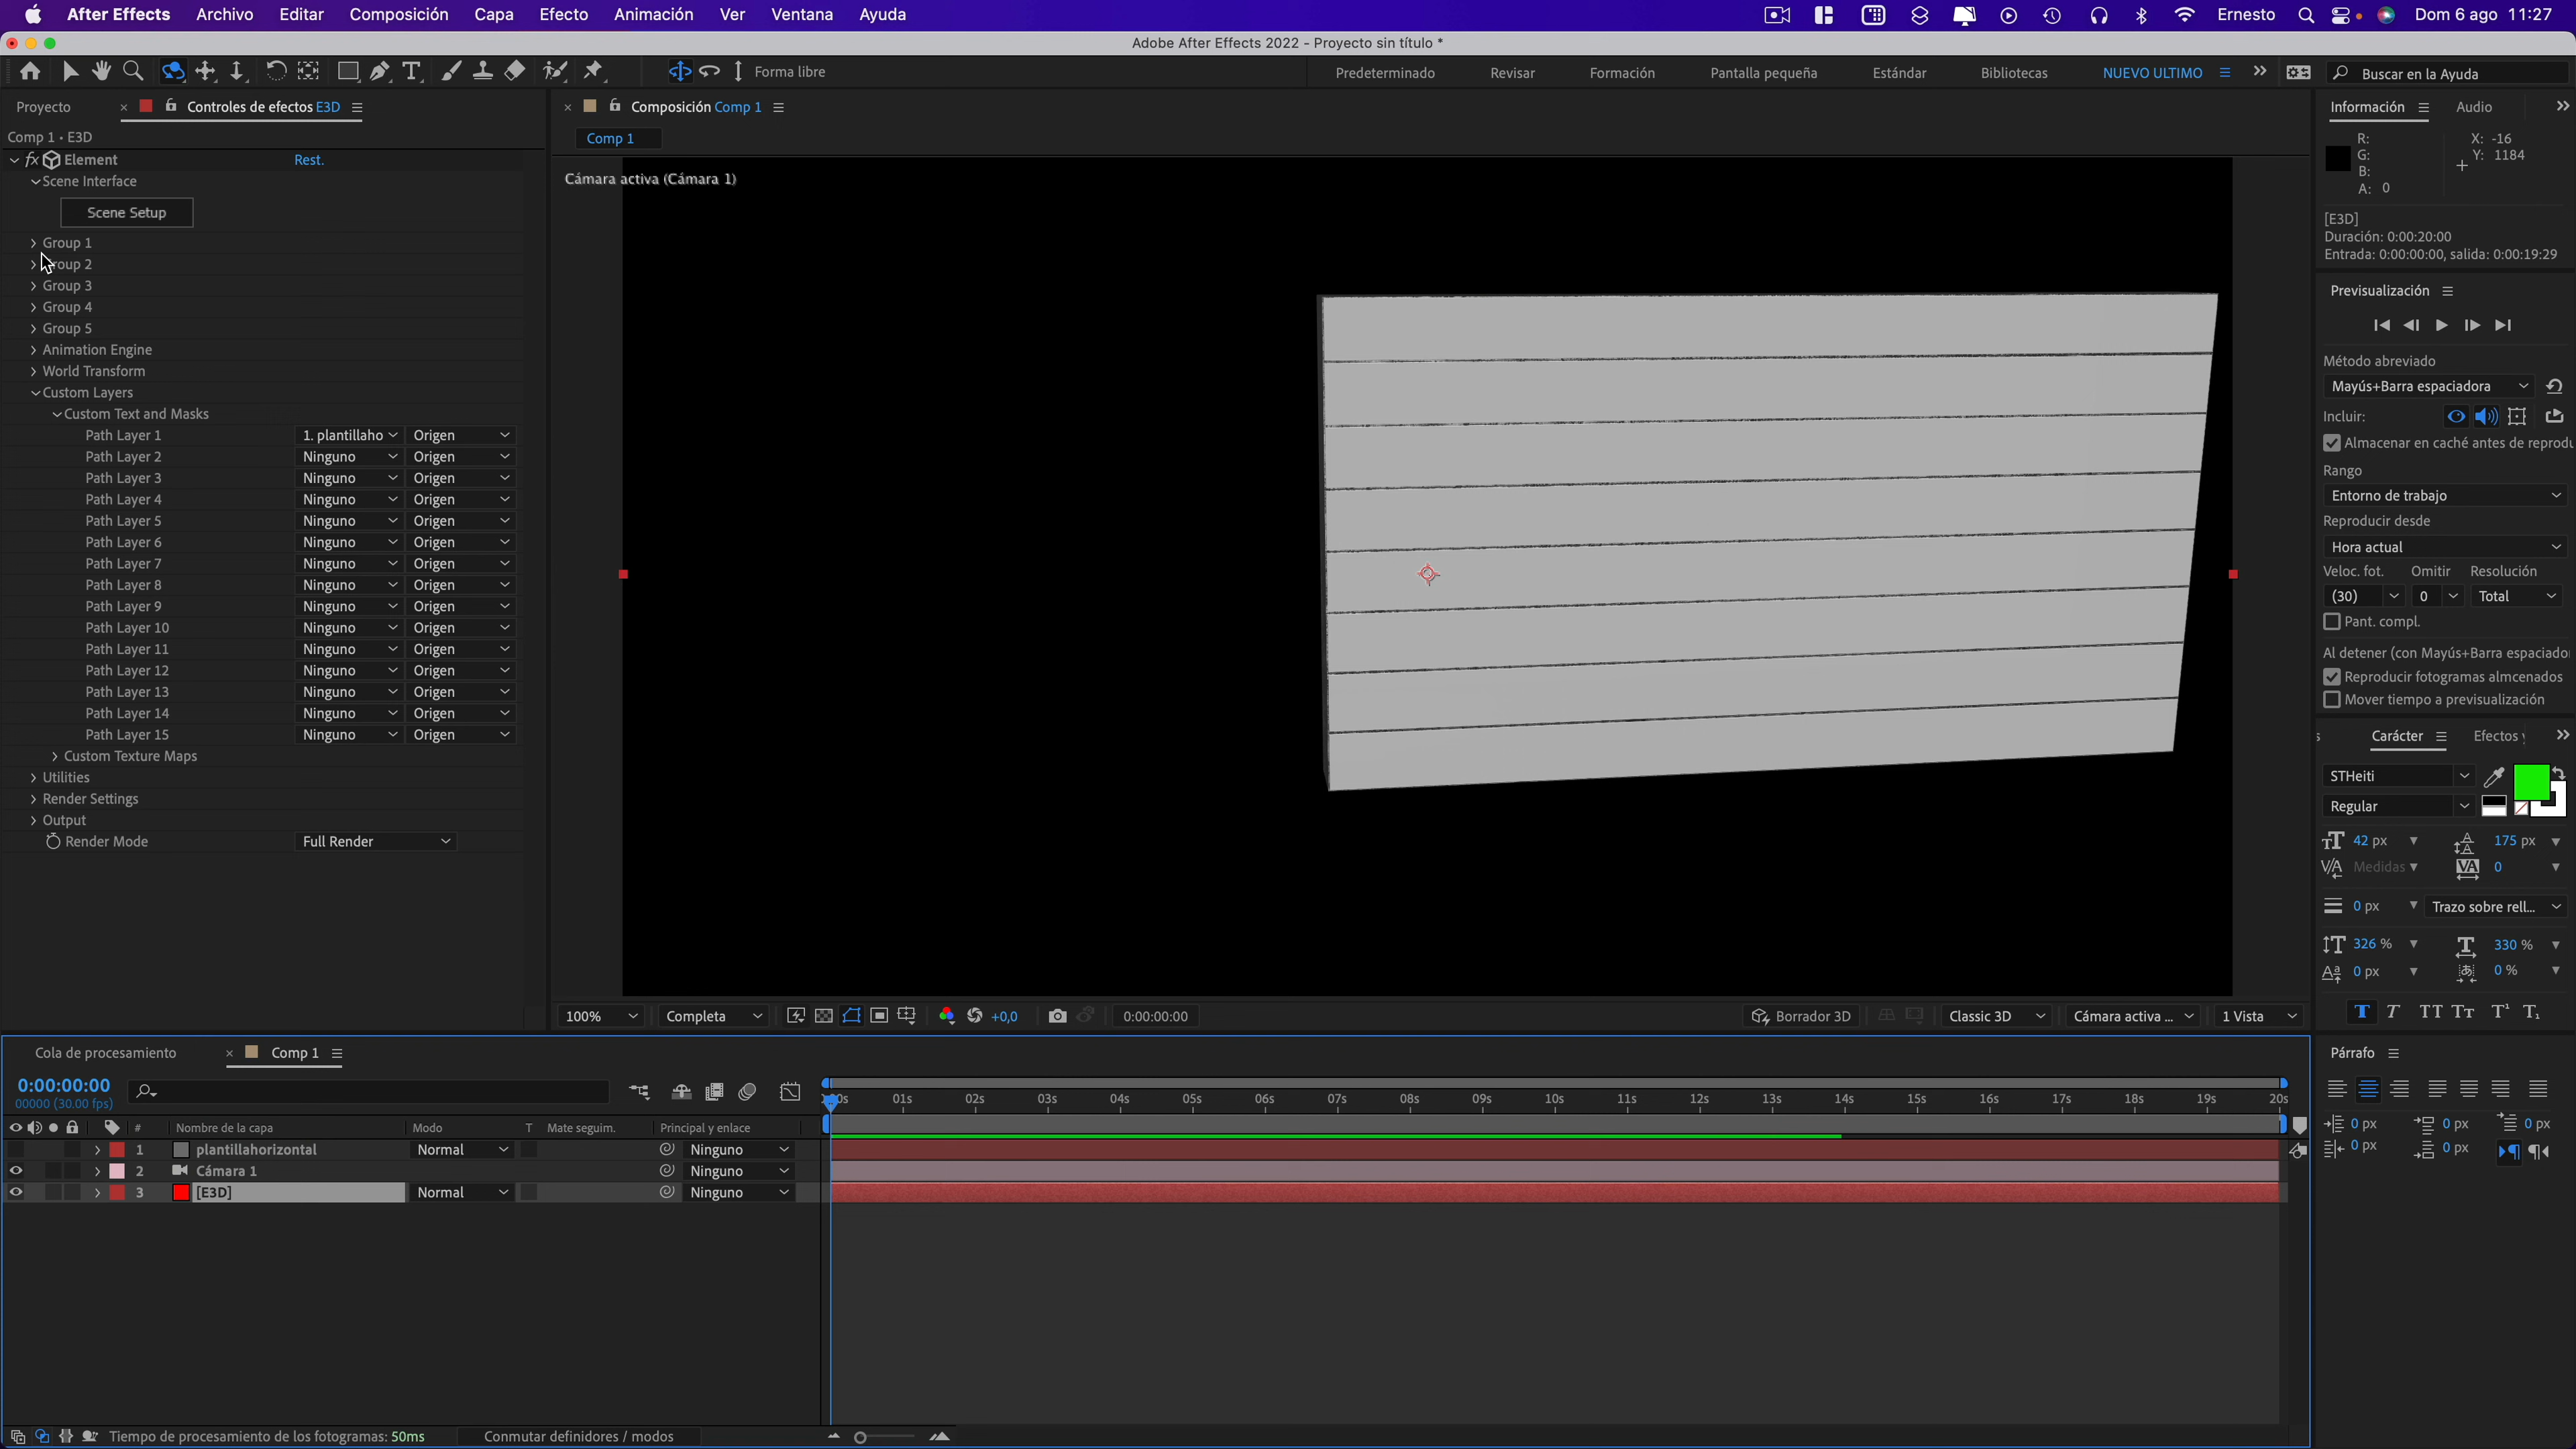 After Effects Archivo Editar Composición Capa Efecto Animación Ver Ventana Ayuda Ernesto Dom 6 ago 11:27
Adobe After Effects 2022 - Proyecto sin título *
Forma libre Predeterminado Revisar Formación Pantalla pequeña Estándar Bibliotecas NUEVO ULTIMO Buscar en la Ayuda
Proyecto Controles de efectos E3D
Comp 1 • E3D
fx Element Rest.
Scene Interface
Scene Setup
Group 1
Group 2
Group 3
Group 4
Group 5
Animation Engine
World Transform
Custom Layers
Custom Text and Masks
Path Layer 1 1. plantillaho Origen
Path Layer 2 Ninguno Origen
Path Layer 3 Ninguno Origen
Path Layer 4 Ninguno Origen
Path Layer 5 Ninguno Origen
Path Layer 6 Ninguno Origen
Path Layer 7 Ninguno Origen
Path Layer 8 Ninguno Origen
Path Layer 9 Ninguno Origen
Path Layer 10 Ninguno Origen
Path Layer 11 Ninguno Origen
Path Layer 12 Ninguno Origen
Path Layer 13 Ninguno Origen
Path Layer 14 Ninguno Origen
Path Layer 15 Ninguno Origen
Custom Texture Maps
Utilities
Render Settings
Output
Render Mode Full Render
Composición Comp 1
Comp 1
Cámara activa (Cámara 1)
100% Completa +0,0 0:00:00:00 Borrador 3D Classic 3D Cámara activa ... 1 Vista
Información Audio
R: X: -16
G: Y: 1184
B:
A: 0
[E3D]
Duración: 0:00:20:00
Entrada: 0:00:00:00, salida: 0:00:19:29
Previsualización
Método abreviado
Mayús+Barra espaciadora
Incluir:
Almacenar en caché antes de reprodu
Rango
Entorno de trabajo
Reproducir desde
Hora actual
Veloc. fot. Omitir Resolución
(30) 0 Total
Pant. compl.
Al detener (con Mayús+Barra espaciado
Reproducir fotogramas almcenados
Mover tiempo a previsualización
Carácter Efectos y
STHeiti
Regular
42 px 175 px
Medidas 0
0 px Trazo sobre rell...
326 % 330 %
0 px 0 %
T T TT Tt T¹ T₁
Párrafo
0 px 0 px 0 px
0 px 0 px
Cola de procesamiento Comp 1
0:00:00:00
00000 (30.00 fps)
00s 01s 02s 03s 04s 05s 06s 07s 08s 09s 10s 11s 12s 13s 14s 15s 16s 17s 18s 19s 20s
# Nombre de la capa Modo T Mate seguim. Principal y enlace
1 plantillahorizontal Normal Ninguno
2 Cámara 1 Ninguno
3 [E3D] Normal Ninguno
Tiempo de procesamiento de los fotogramas: 50ms Conmutar definidores / modos